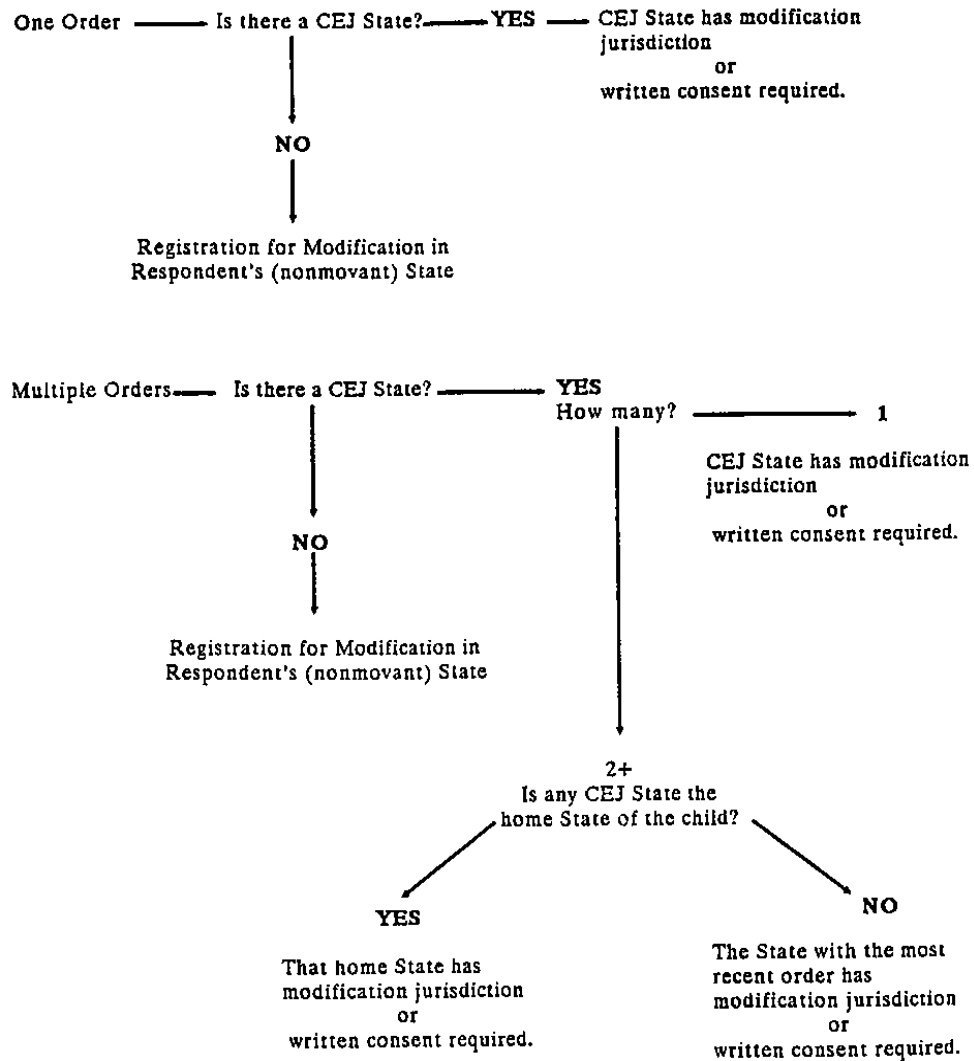 One Order Is there a CEJ State? YES CEJ State has modification
jurisdiction
or
written consent required.
NO
Registration for Modification in
Respondent's (nonmovant) State
Multiple Orders Is there a CEJ State? YES
How many? 1
CEJ State has modification
jurisdiction
or
written consent required.
NO
Registration for Modification in
Respondent's (nonmovant) State
2+
Is any CEJ State the
home State of the child?
YES
That home State has
modification jurisdiction
or
written consent required.
NO
The State with the most
recent order has
modification jurisdiction
or
written consent required.